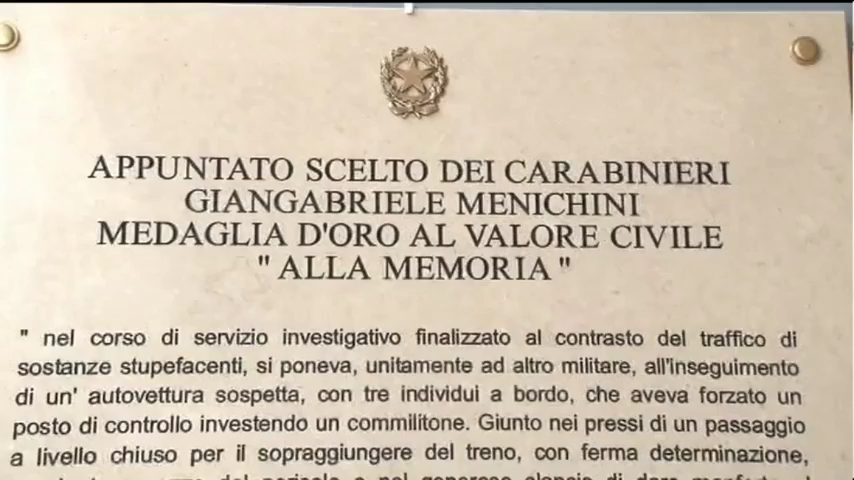 APPUNTATO SCELTO DEI CARABINIERI
GIANGABRIELE MENICHINI
MEDAGLIA D'ORO AL VALORE CIVILE
" ALLA MEMORIA "
" nel corso di servizio investigativo finalizzato al contrasto del traffico di
sostanze stupefacenti, si poneva, unitamente ad altro militare, all'inseguimento
di un' autovettura sospetta, con tre individui a bordo, che aveva forzato un
posto di controllo investendo un commilitone. Giunto nei pressi di un passaggio
a livello chiuso per il sopraggiungere del treno, con ferma determinazione,